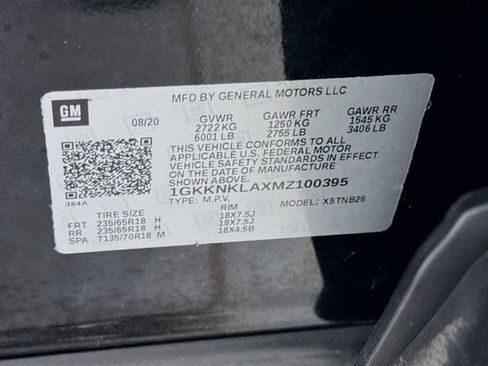 MFD BY GENERAL MOTORS LLC
GM
08/20 GVWR GAWR FRT GAWR RR
2722 KG 1250 KG 1545 KG
6001 LB 2755 LB 3406 LB
THIS VEHICLE CONFORMS TO ALL
APPLICABLE U.S. FEDERAL MOTOR
VEHICLE SAFETY STANDARDS IN EFFECT
ON THE DATE OF MANUFACTURE
SHOWN ABOVE.
384A
1GKKNKLAXMZ100395
TYPE: M.P.V. MODEL: X5TNB26
TIRE SIZE RIM
FRT 235/65R18 H 18X7.5J
RR 235/65R18 H 18X7.5J
SPA T135/70R18 M 18X4.5B